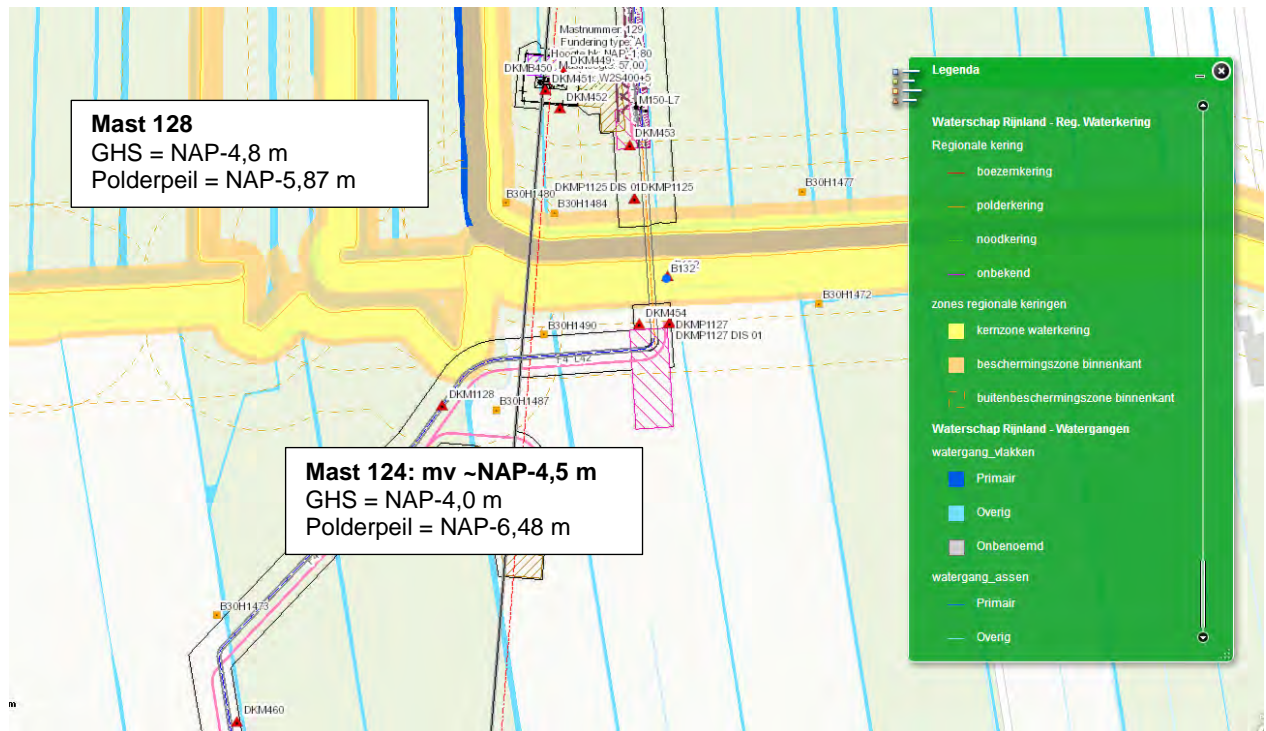 Mastnummer: 129
Fundering type: A
DKM449
DKMB450
DKM451
W2S400+5
DKM452
M150-L7
DKM453
Mast 128
GHS = NAP-4,8 m
Polderpeil = NAP-5,87 m
B30H1480
DKMP1125 DIS 01
DKMP1125
B30H1477
B30H1484
B132
B30H1472
DKM454
B30H1490
DKMP1127
DKMP1127 DIS 01
DKM1128
B30H1487
Mast 124: mv ~NAP-4,5 m
GHS = NAP-4,0 m
Polderpeil = NAP-6,48 m
B30H1473
DKM460
m
Legenda
Waterschap Rijnland - Reg. Waterkering
Regionale kering
boezemkering
polderkering
noodkering
onbekend
zones regionale keringen
kernzone waterkering
beschermingszone binnenkant
buitenbeschermingszone binnenkant
Waterschap Rijnland - Watergangen
watergang_vlakken
Primair
Overig
Onbenoemd
watergang_assen
Primair
Overig